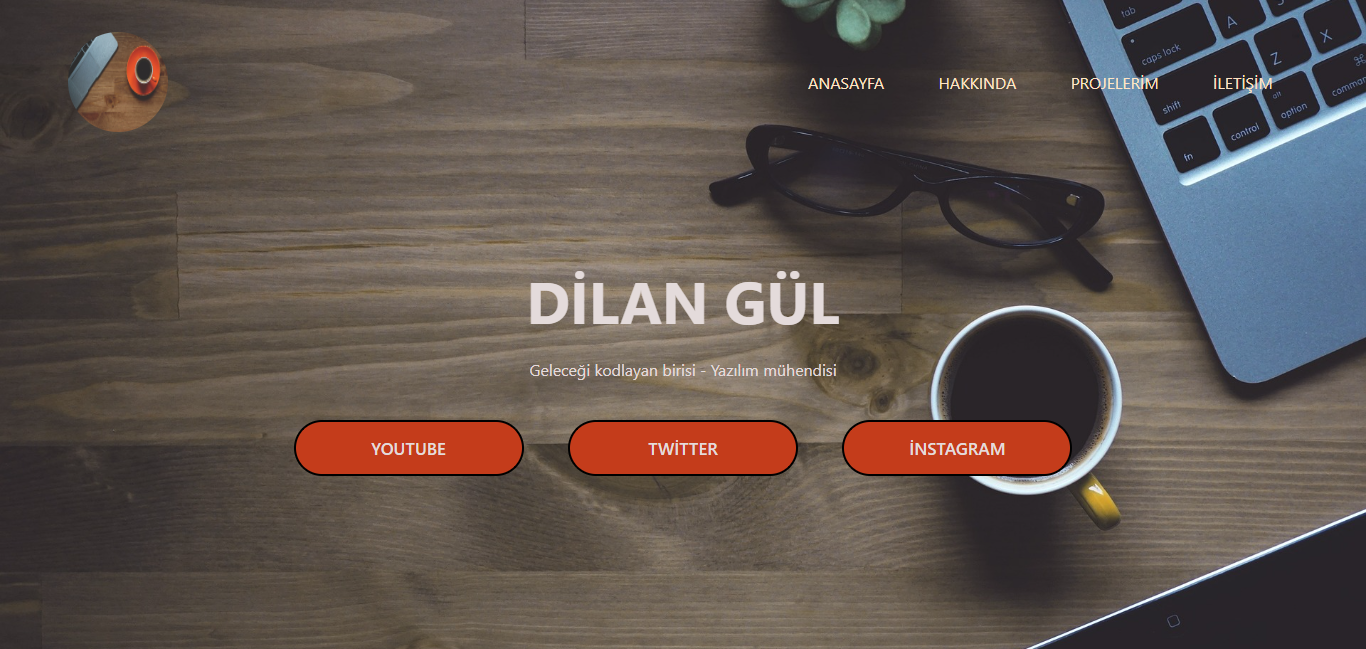 ANASAYFA HAKKINDA PROJELERİM İLETİŞİM
DİLAN GÜL
Geleceği kodlayan birisi - Yazılım mühendisi
YOUTUBE TWİTTER İNSTAGRAM
tab
caps lock
A
Z
X
shift
fn
control
alt
option
command